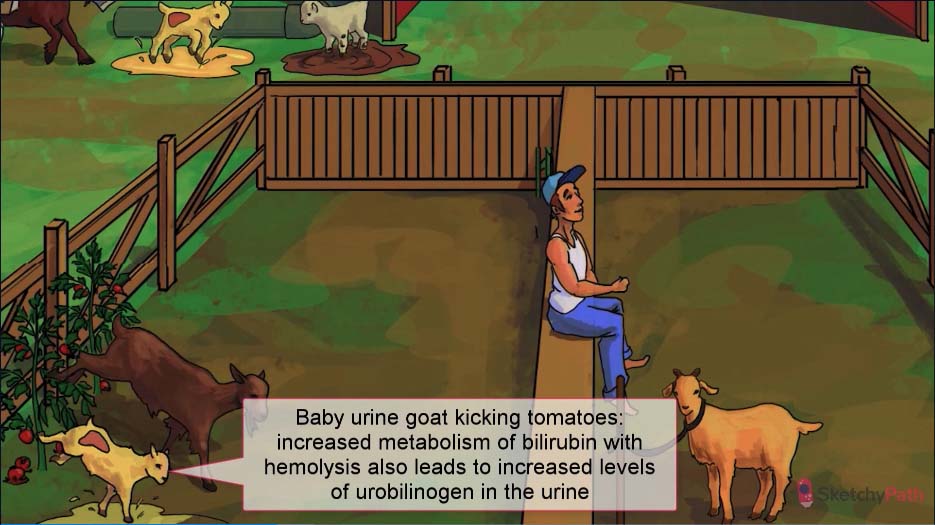 Baby urine goat kicking tomatoes:
increased metabolism of bilirubin with
hemolysis also leads to increased levels
of urobilinogen in the urine
SketchyPath